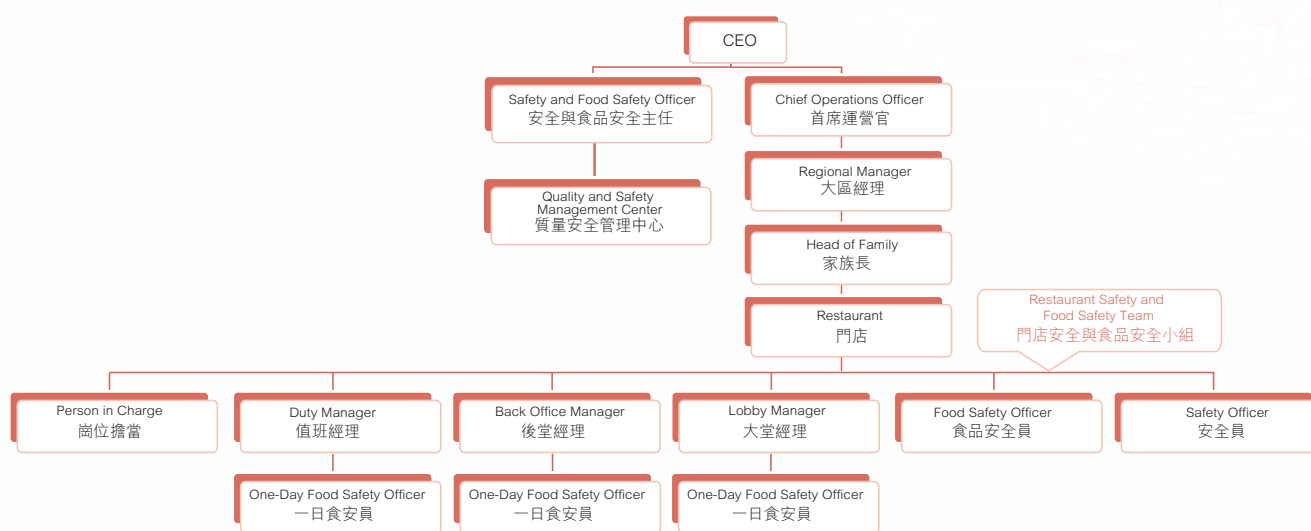 CEO
Safety and Food Safety Officer
安全與食品安全主任
Chief Operations Officer
首席運營官
Regional Manager
大區經理
Quality and Safety
Management Center
質量安全管理中心
Head of Family
家族長
Restaurant
門店
Restaurant Safety and
Food Safety Team
門店安全與食品安全小組
Person in Charge
崗位擔當
Duty Manager
值班經理
Back Office Manager
後堂經理
Lobby Manager
大堂經理
Food Safety Officer
食品安全員
Safety Officer
安全員
One-Day Food Safety Officer
一日食安員
One-Day Food Safety Officer
一日食安員
One-Day Food Safety Officer
一日食安員